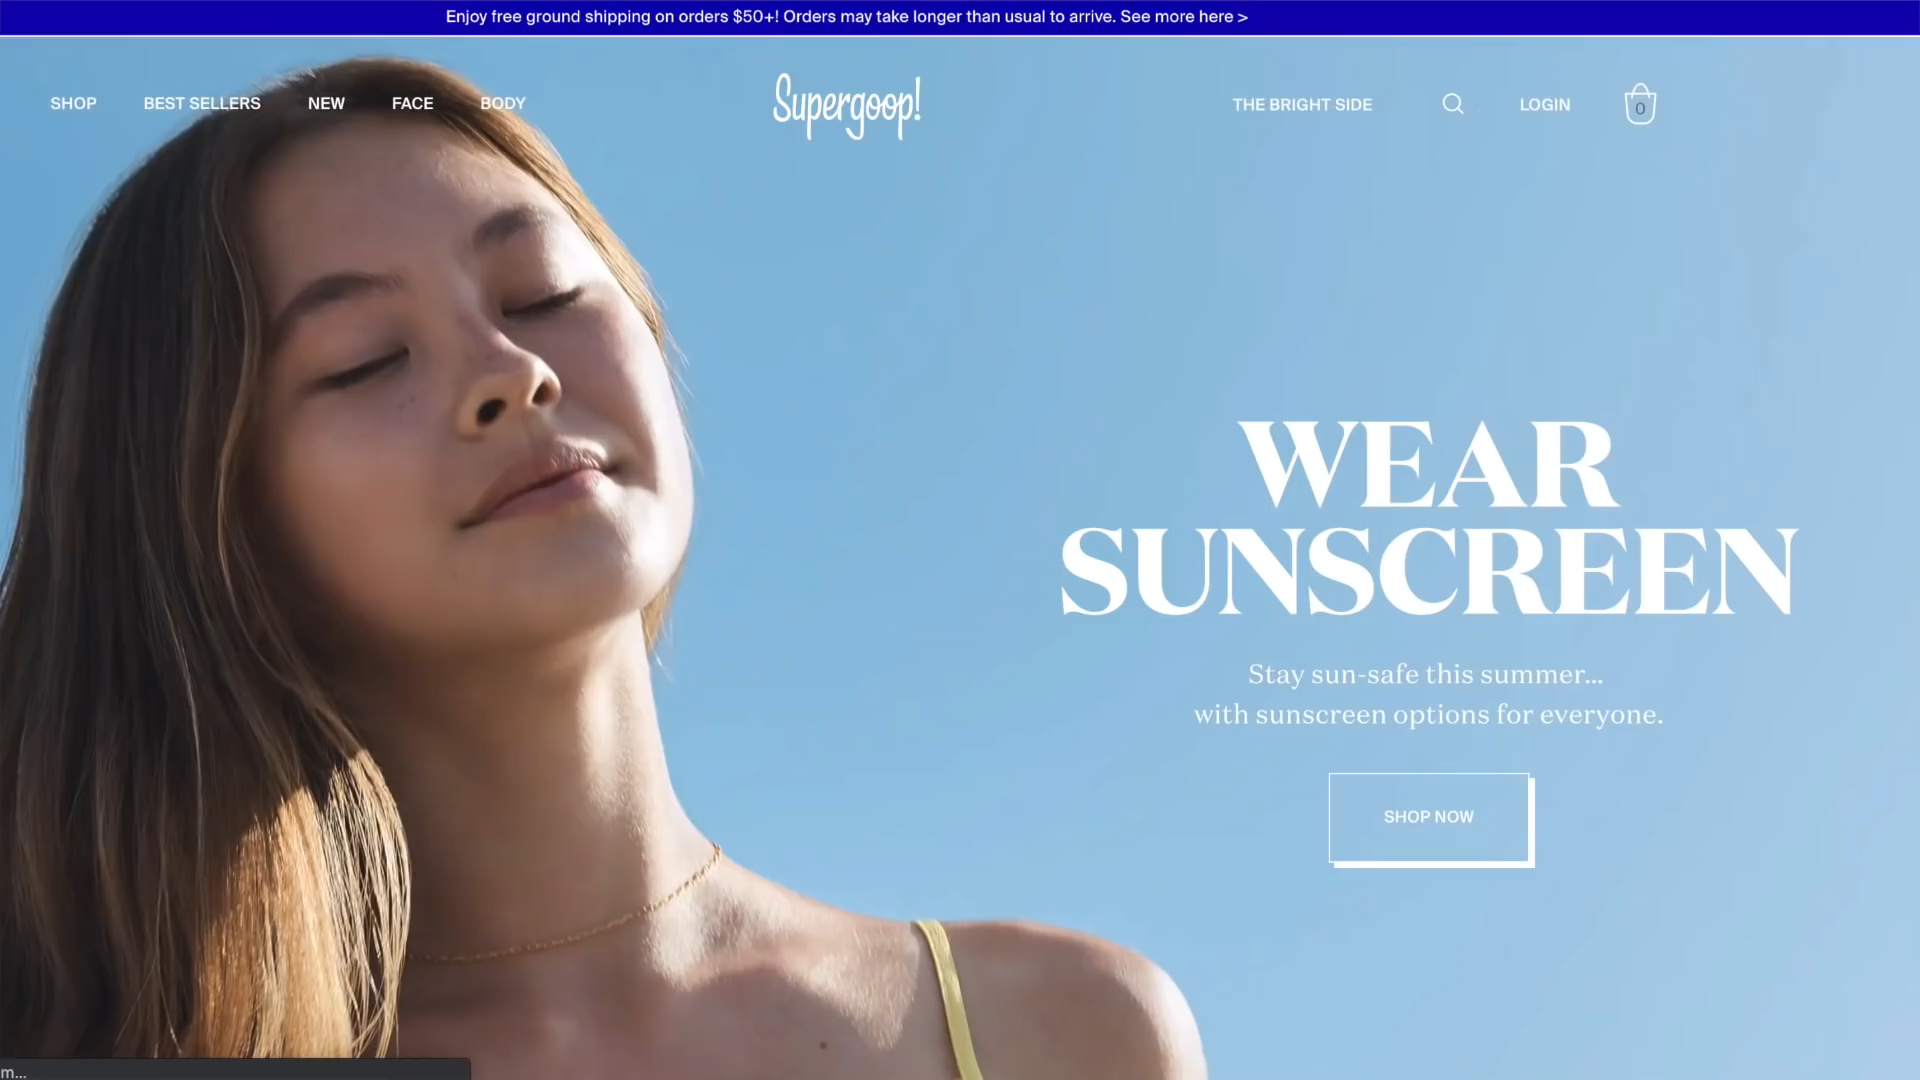 Enjoy free ground shipping on orders $50+! Orders may take longer than usual to arrive. See more here >
SHOP BEST SELLERS NEW FACE BODY Supergoop! THE BRIGHT SIDE LOGIN 0
WEAR
SUNSCREEN
Stay sun-safe this summer...
with sunscreen options for everyone.
SHOP NOW
m...